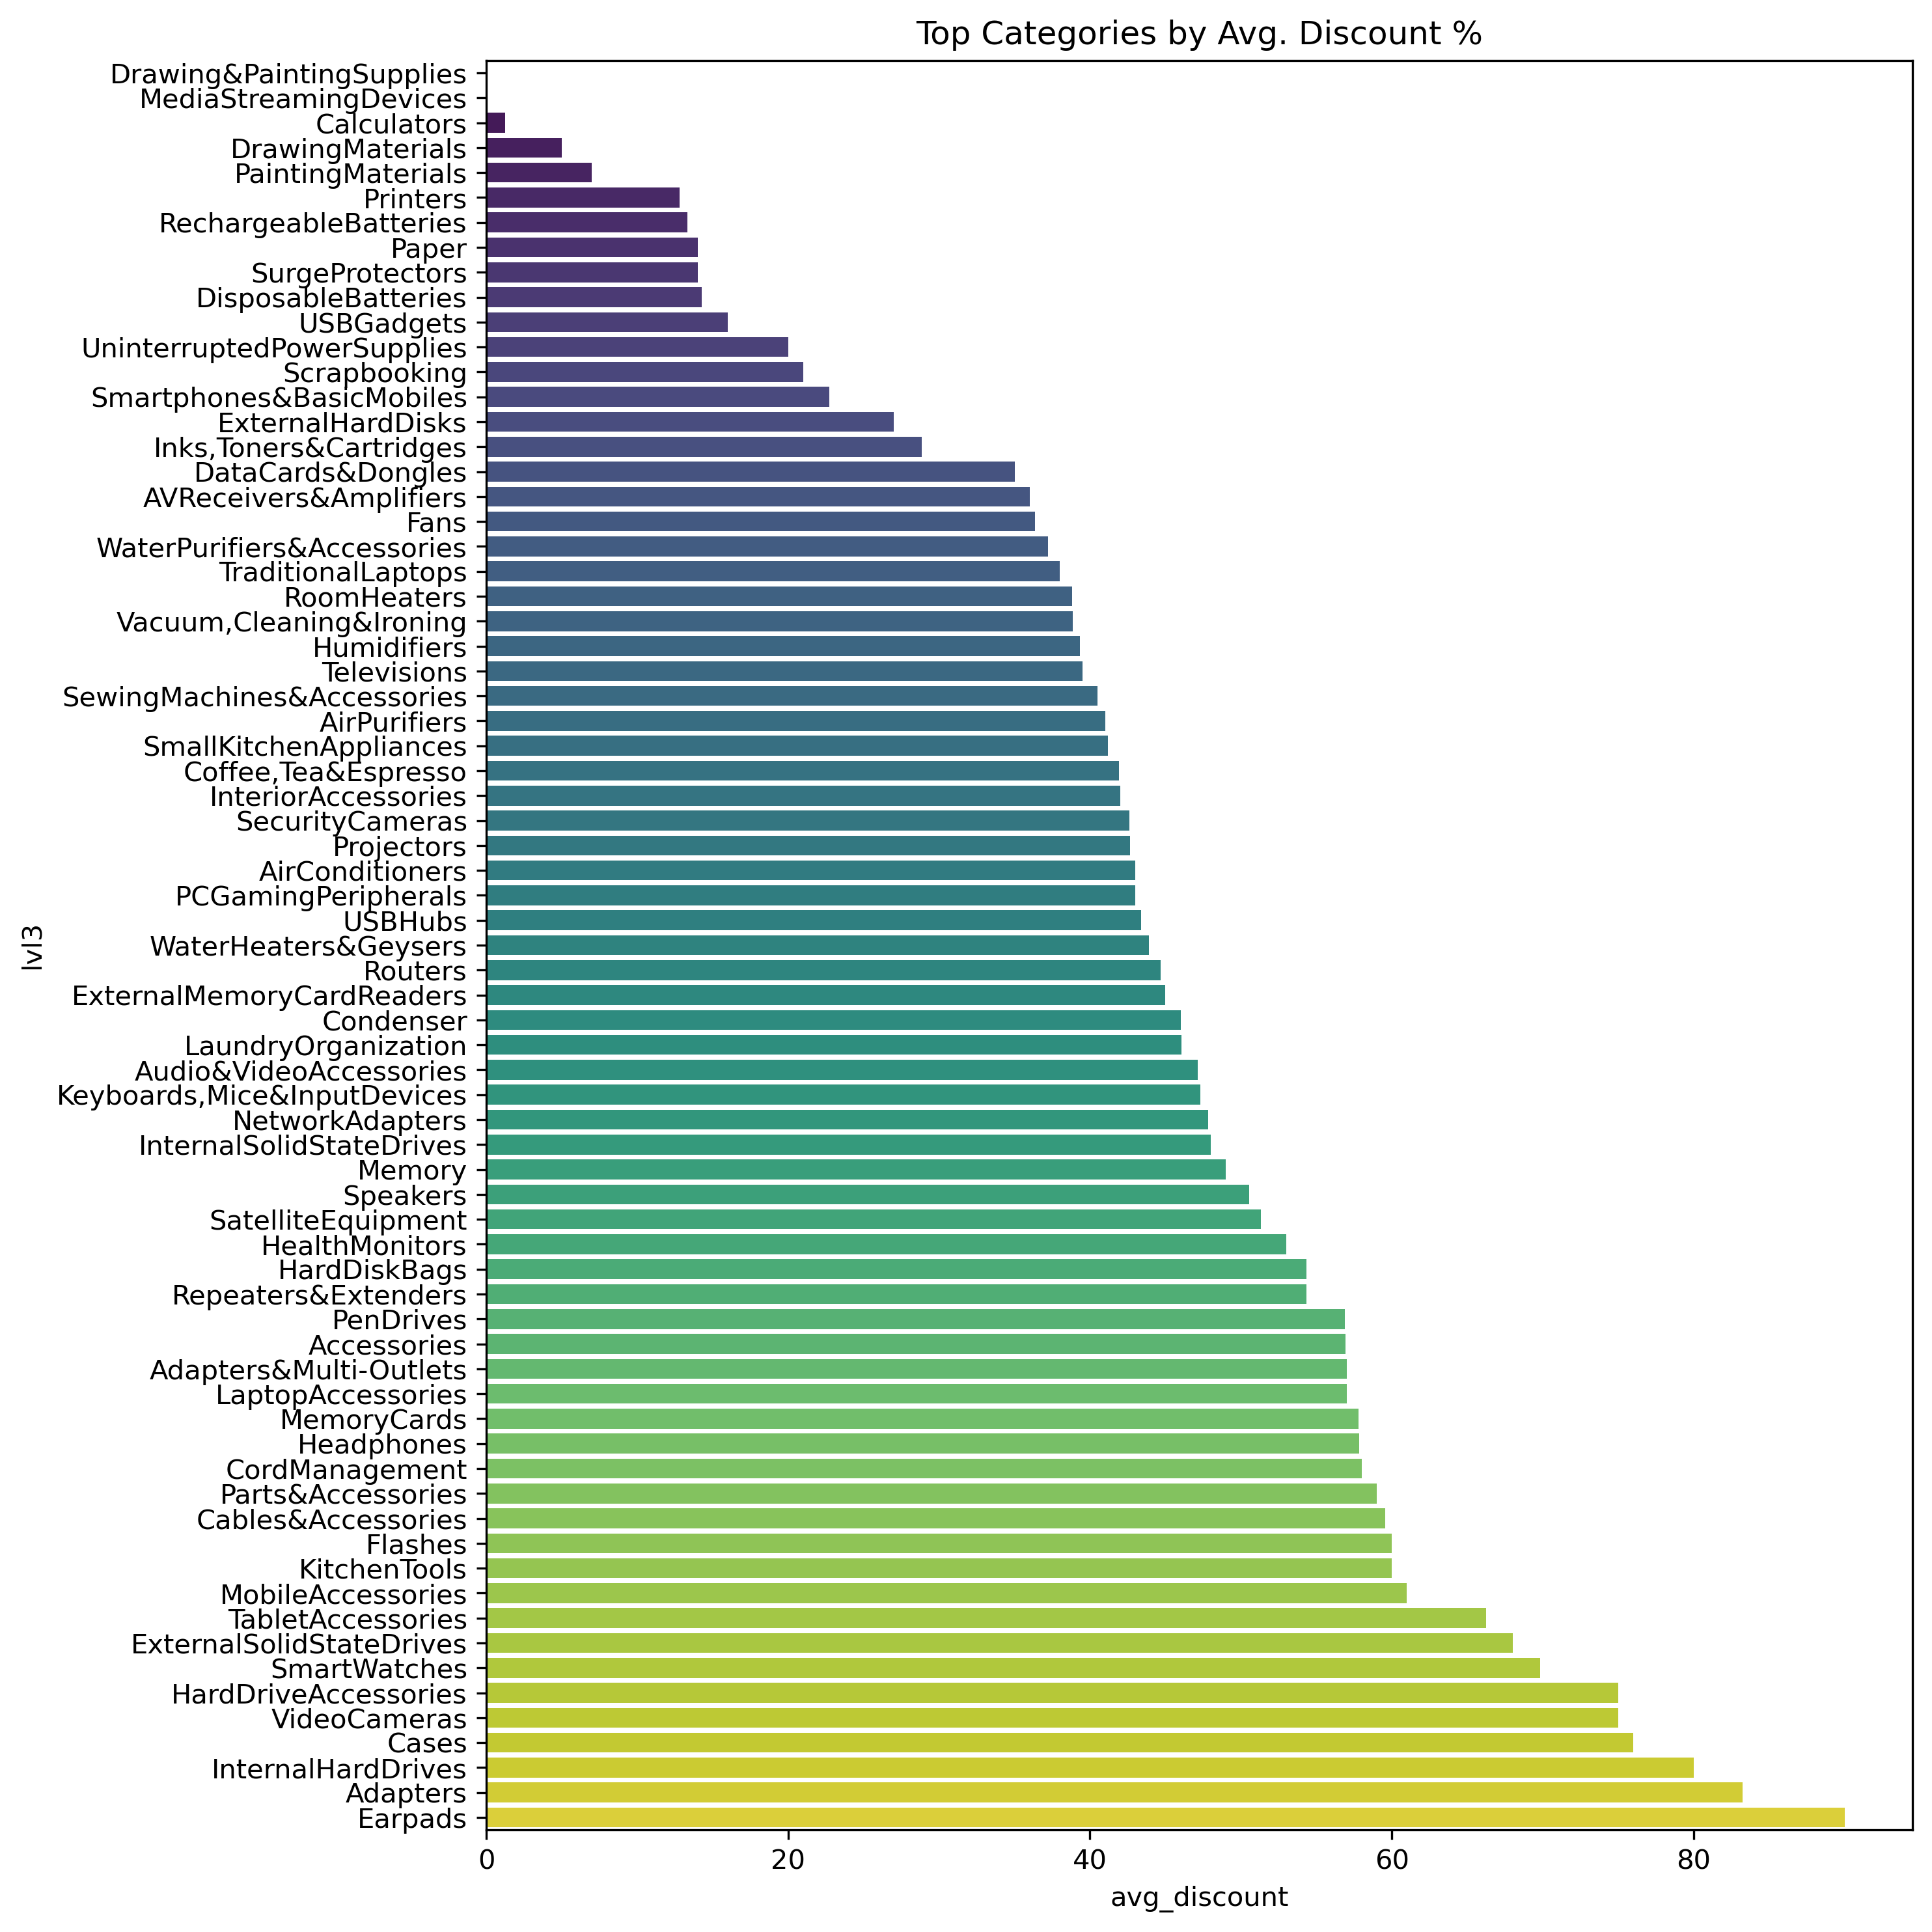 Top Categories by Avg. Discount %
Drawing&PaintingSupplies
MediaStreamingDevices
Calculators
DrawingMaterials
PaintingMaterials
Printers
RechargeableBatteries
Paper
SurgeProtectors
DisposableBatteries
USBGadgets
UninterruptedPowerSupplies
Scrapbooking
Smartphones&BasicMobiles
ExternalHardDisks
Inks,Toners&Cartridges
DataCards&Dongles
AVReceivers&Amplifiers
Fans
WaterPurifiers&Accessories
TraditionalLaptops
RoomHeaters
Vacuum,Cleaning&Ironing
Humidifiers
Televisions
SewingMachines&Accessories
AirPurifiers
SmallKitchenAppliances
Coffee,Tea&Espresso
InteriorAccessories
SecurityCameras
Projectors
AirConditioners
PCGamingPeripherals
USBHubs
WaterHeaters&Geysers
Routers
ExternalMemoryCardReaders
Condenser
LaundryOrganization
Audio&VideoAccessories
Keyboards,Mice&InputDevices
NetworkAdapters
InternalSolidStateDrives
Memory
Speakers
SatelliteEquipment
HealthMonitors
HardDiskBags
Repeaters&Extenders
PenDrives
Accessories
Adapters&Multi-Outlets
LaptopAccessories
MemoryCards
Headphones
CordManagement
Parts&Accessories
Cables&Accessories
Flashes
KitchenTools
MobileAccessories
TabletAccessories
ExternalSolidStateDrives
SmartWatches
HardDriveAccessories
VideoCameras
Cases
InternalHardDrives
Adapters
Earpads
lvl3
0 20 40 60 80
avg_discount